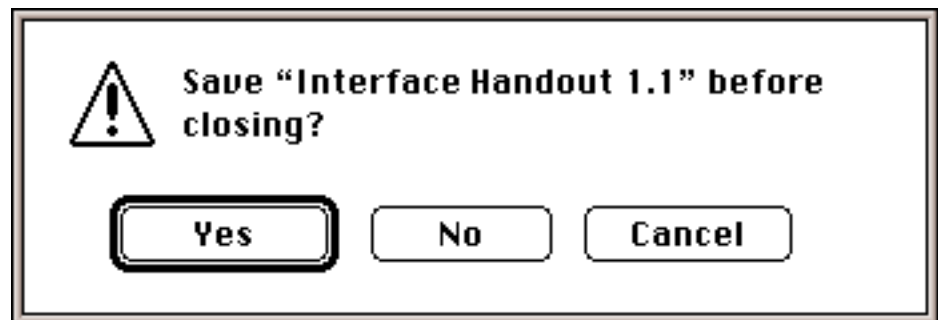 Save “Interface Handout 1.1” before
closing?
Yes No Cancel